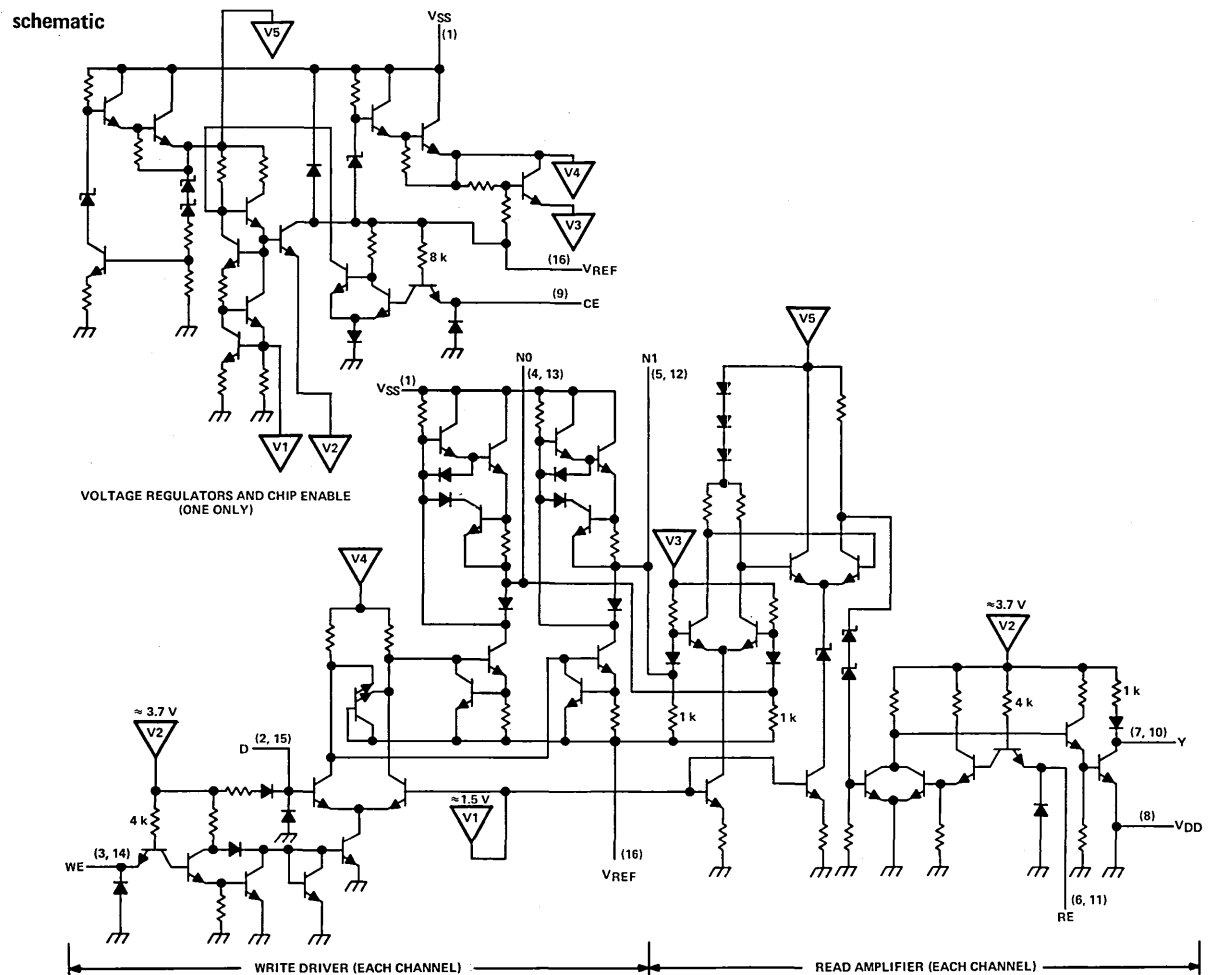 schematic
V5
VSS
(1)
V4
V3
8 k
(16)
VREF
(9)
CE
V5
N0
(4, 13)
N1
(5, 12)
VSS (1)
V1
V2
VOLTAGE REGULATORS AND CHIP ENABLE
(ONE ONLY)
V4
V3
≈3.7 V
V2
1 k
1 k
4 k
1 k
≈ 3.7 V
V2
(2, 15)
D
(7, 10)
Y
≈1.5 V
V1
4 k
(3, 14)
WE
(8)
VDD
(16)
VREF
(6, 11)
RE
WRITE DRIVER (EACH CHANNEL)
READ AMPLIFIER (EACH CHANNEL)